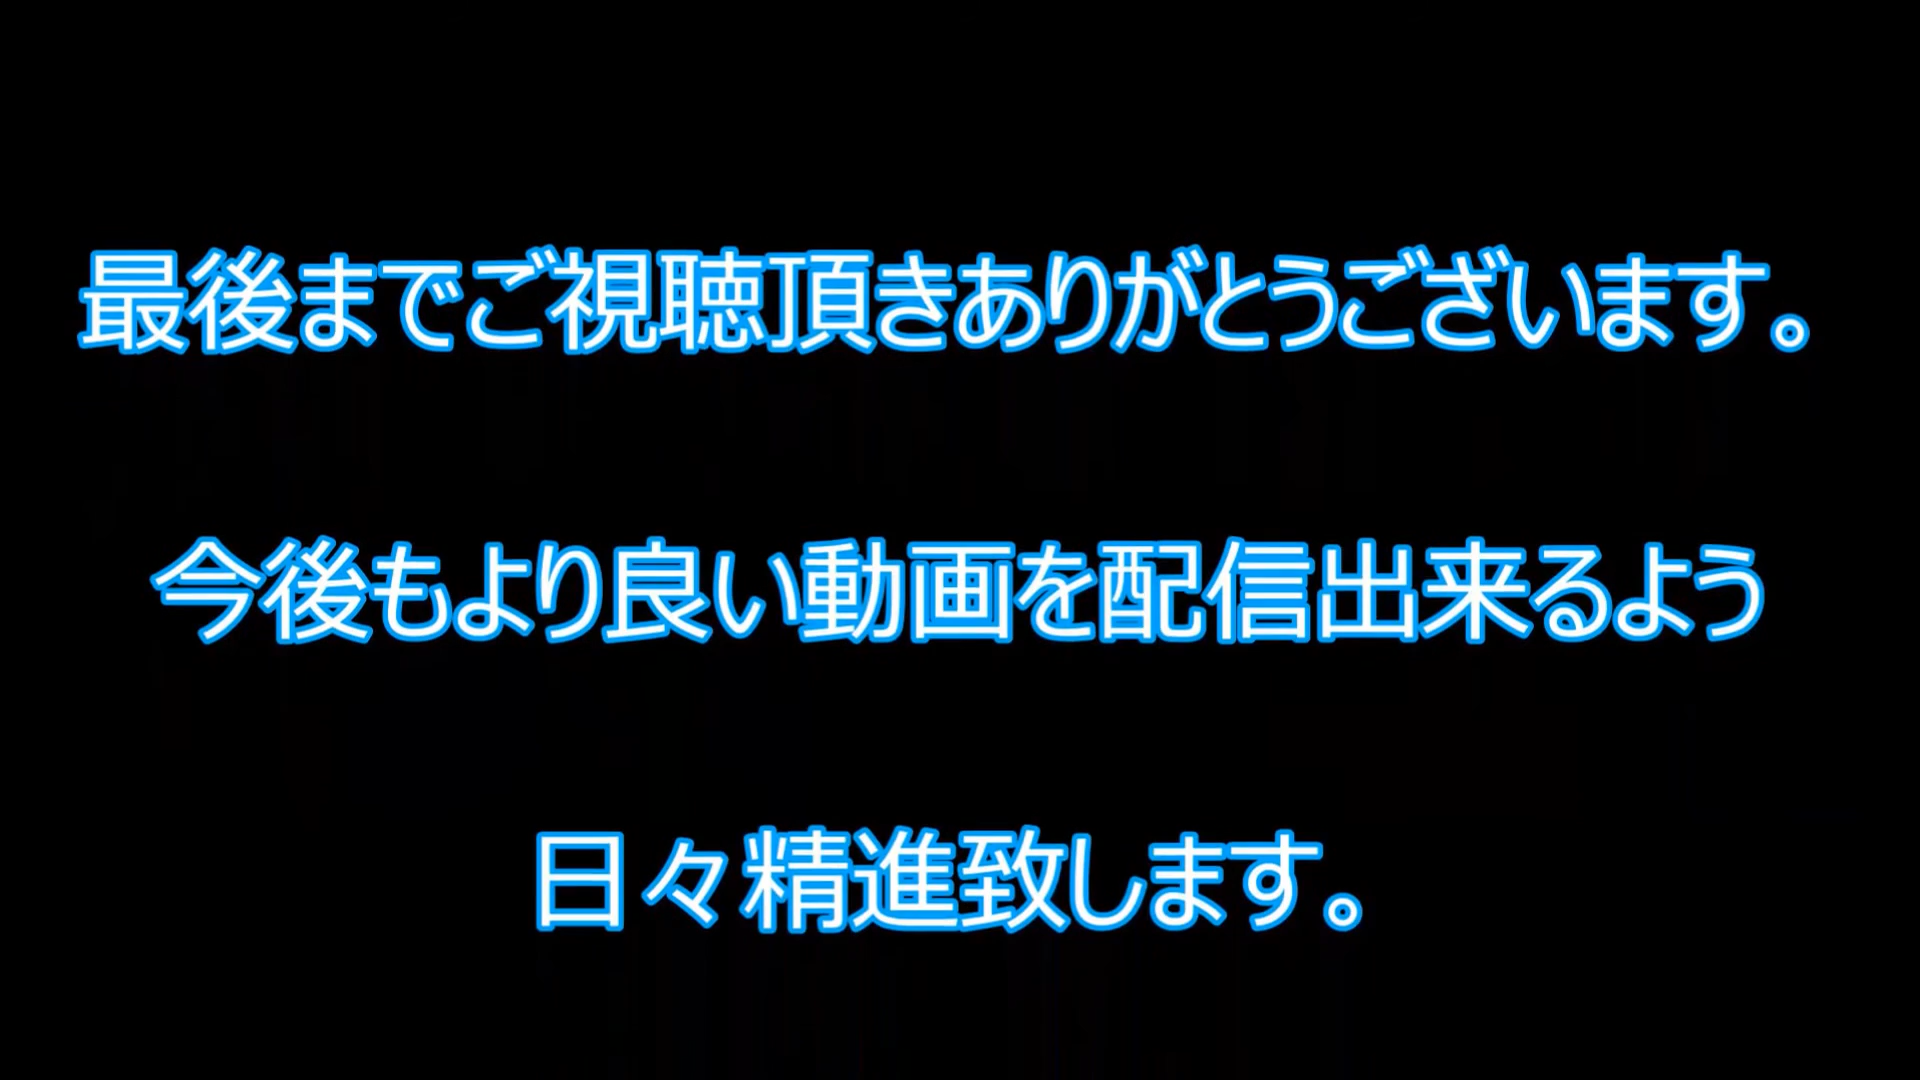 最後までご視聴頂きありがとうございます。
今後もより良い動画を配信出来るよう
日々精進致します。